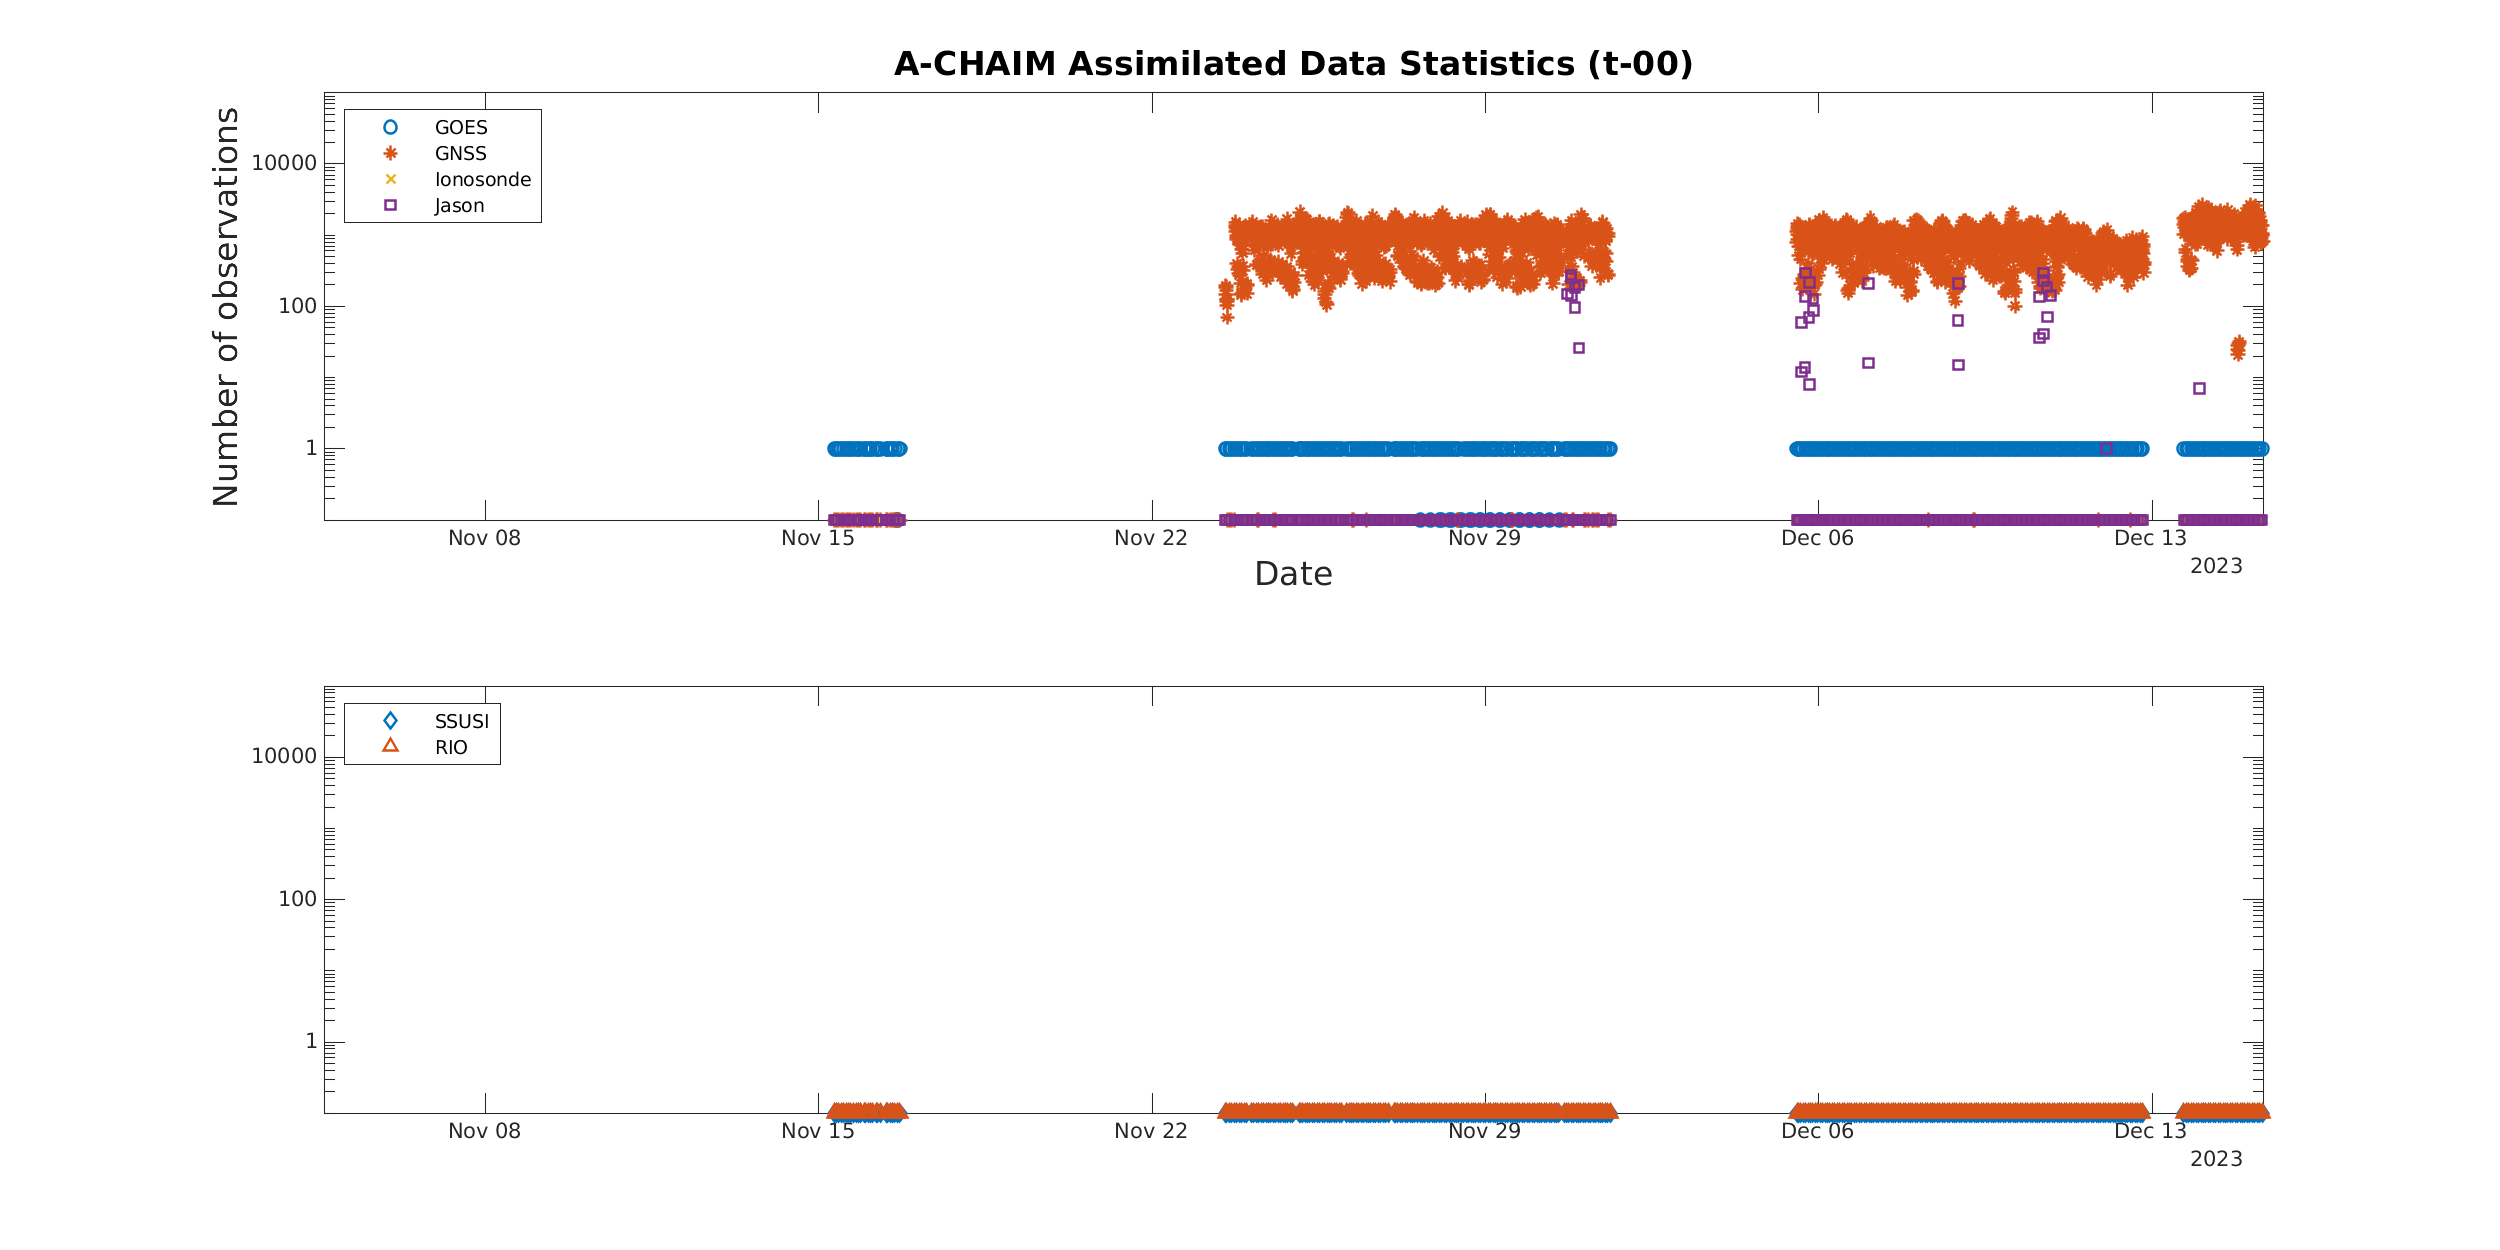 A-CHAIM Assimilated Data Statistics (t-00)
Number of observations
GOES
GNSS
Ionosonde
Jason
10000
100
1
Nov 08 Nov 15 Nov 22 Nov 29 Dec 06 Dec 13
2023
Date
SSUSI
RIO
10000
100
1
Nov 08 Nov 15 Nov 22 Nov 29 Dec 06 Dec 13
2023